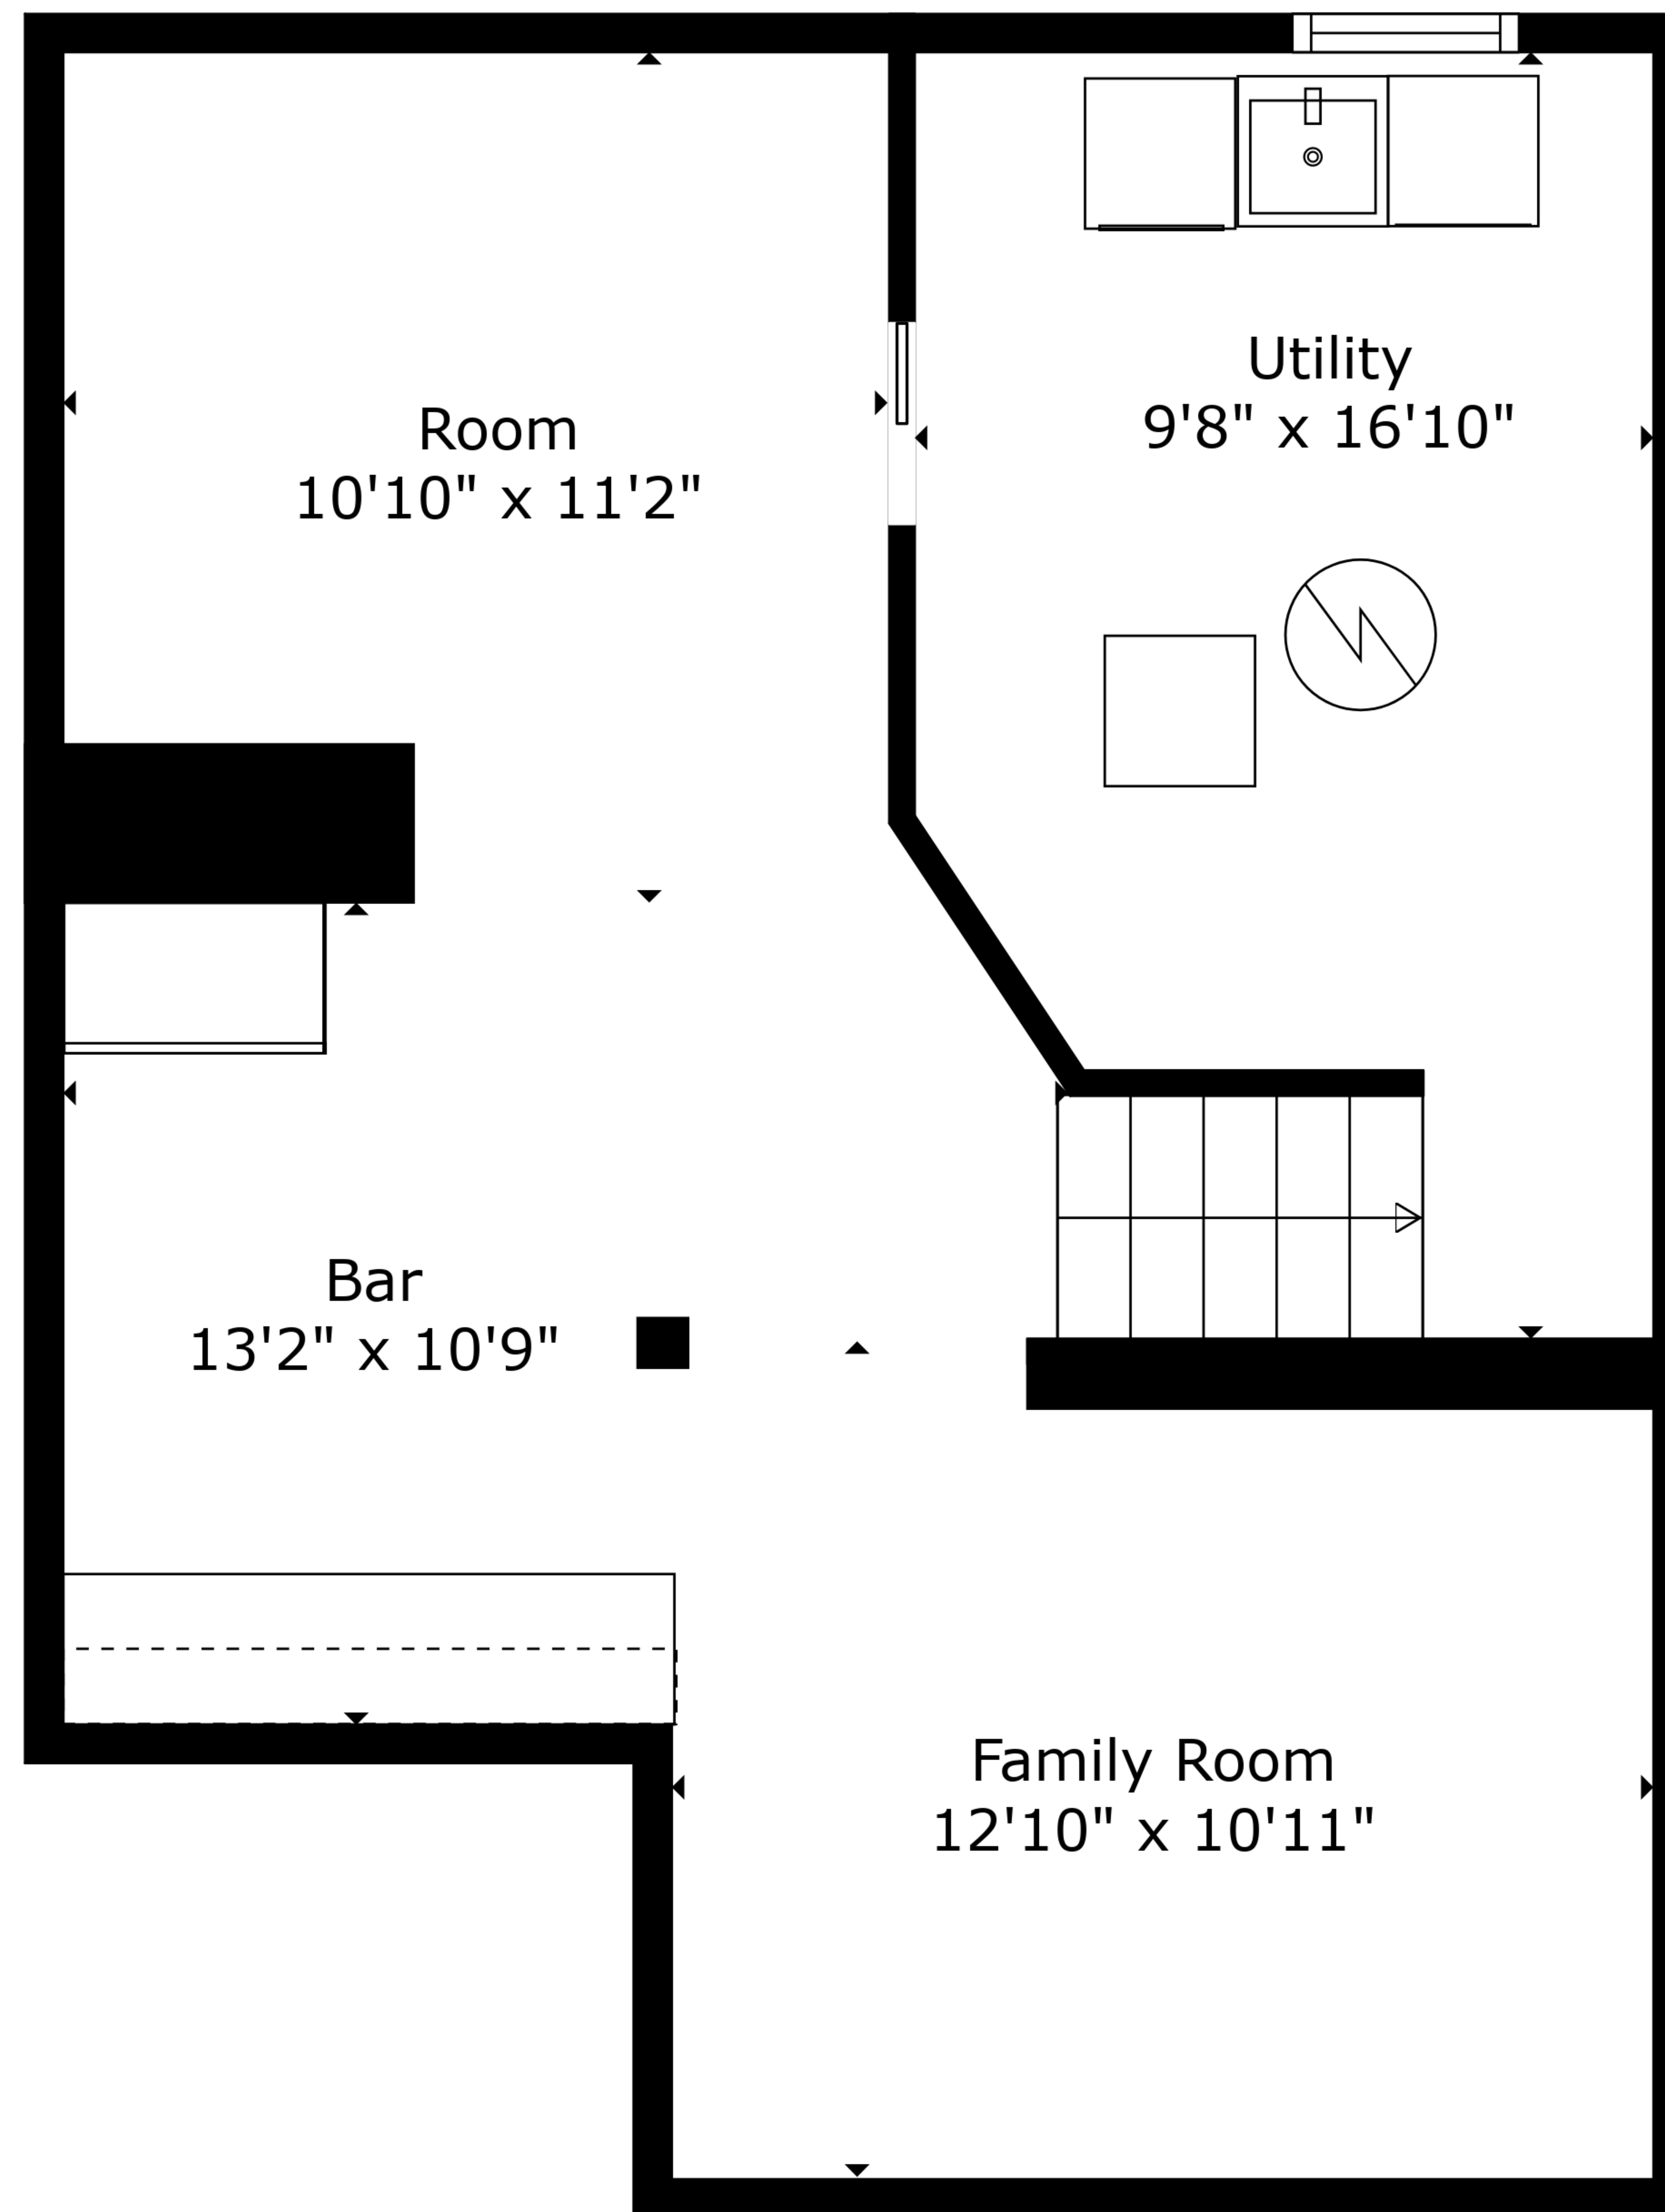 Utility
9'8" x 16'10"
Room
10'10" x 11'2"
Bar
13'2" x 10'9"
Family Room
12'10" x 10'11"